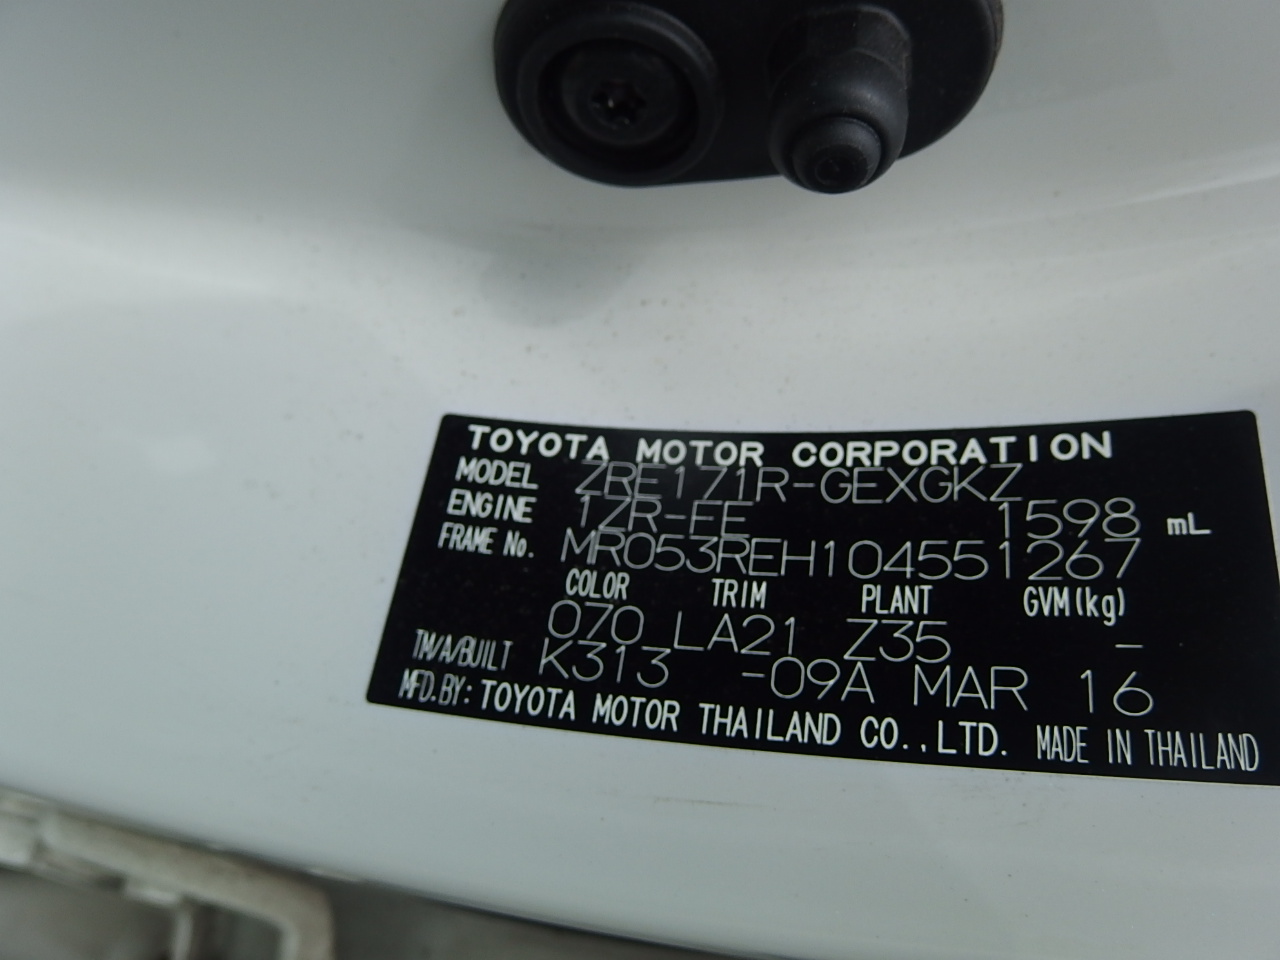 TOYOTA MOTOR CORPORATION
MODEL ZRE171R-GEXGKZ
ENGINE 1ZR-FE 1598 mL
FRAME No. MR053REH104551267
COLOR TRIM PLANT GVM(kg)
070 LA21 Z35 -
TM/A/BUILT K313 -09A MAR 16
MFD.BY: TOYOTA MOTOR THAILAND CO.,LTD. MADE IN THAILAND